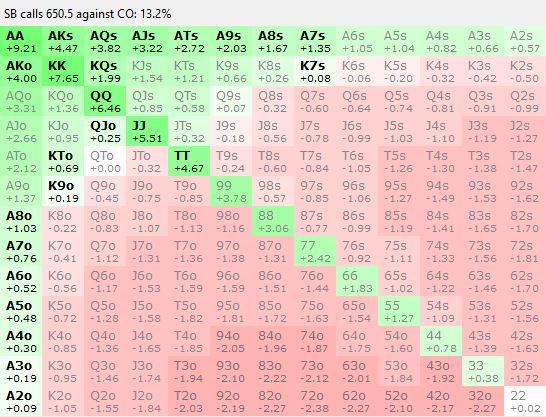 SB calls 650.5 against CO: 13.2%
AA AKs AQs AJs ATs A9s A8s A7s A6s A5s A4s A3s A2s
+9.21 +4.47 +3.82 +3.22 +2.72 +2.03 +1.67 +1.35 +1.05 +1.04 +0.82 +0.66 +0.57
AKo KK KQs KJs KTs K9s K8s K7s K6s K5s K4s K3s K2s
+4.00 +7.65 +1.99 +1.54 +1.21 +0.66 +0.26 +0.08 -0.06 -0.20 -0.32 -0.42 -0.50
AQo KQo QQ QJs QTs Q9s Q8s Q7s Q6s Q5s Q4s Q3s Q2s
+3.31 +1.36 +6.46 +0.85 +0.58 +0.07 -0.32 -0.60 -0.64 -0.74 -0.81 -0.91 -0.99
AJo KJo QJo JJ JTs J9s J8s J7s J6s J5s J4s J3s J2s
+2.66 +0.95 +0.25 +5.51 +0.32 -0.18 -0.56 -0.78 -0.99 -1.03 -1.10 -1.19 -1.27
ATo KTo QTo JTo TT T9s T8s T7s T6s T5s T4s T3s T2s
+2.12 +0.69 +0.00 -0.32 +4.67 -0.24 -0.60 -0.84 -1.05 -1.26 -1.30 -1.38 -1.47
A9o K9o Q9o J9o T9o 99 98s 97s 96s 95s 94s 93s 92s
+1.37 +0.19 -0.45 -0.75 -0.85 +3.78 -0.57 -0.85 -1.06 -1.27 -1.49 -1.53 -1.62
A8o K8o Q8o J8o T8o 98o 88 87s 86s 85s 84s 83s 82s
+1.03 -0.22 -0.83 -1.07 -1.13 -1.16 +3.06 -0.77 -0.95 -1.19 -1.41 -1.65 -1.70
A7o K7o Q7o J7o T7o 97o 87o 77 76s 75s 74s 73s 72s
+0.76 -0.41 -1.12 -1.31 -1.36 -1.38 -1.31 +2.42 -0.92 -1.11 -1.33 -1.56 -1.81
A6o K6o Q6o J6o T6o 96o 86o 76o 66 65s 64s 63s 62s
+0.52 -0.56 -1.17 -1.53 -1.59 -1.59 -1.51 -1.44 +1.83 -1.02 -1.22 -1.46 -1.70
A5o K5o Q5o J5o T5o 95o 85o 75o 65o 55 54s 53s 52s
+0.48 -0.72 -1.28 -1.58 -1.82 -1.81 -1.76 -1.65 -1.54 +1.27 -1.09 -1.31 -1.56
A4o K4o Q4o J4o T4o 94o 84o 74o 64o 54o 44 43s 42s
+0.30 -0.85 -1.36 -1.65 -1.85 -2.05 -1.96 -1.87 -1.75 -1.60 +0.78 -1.39 -1.63
A3o K3o Q3o J3o T3o 93o 83o 73o 63o 53o 43o 33 32s
+0.19 -0.95 -1.46 -1.74 -1.94 -2.10 -2.22 -2.12 -2.01 -1.84 -1.92 +0.38 -1.72
A2o K2o Q2o J2o T2o 92o 82o 72o 62o 52o 42o 32o 22
+0.09 -1.05 -1.55 -1.84 -2.03 -2.19 -2.27 -2.38 -2.27 -2.10 -2.17 -2.27 +0.02